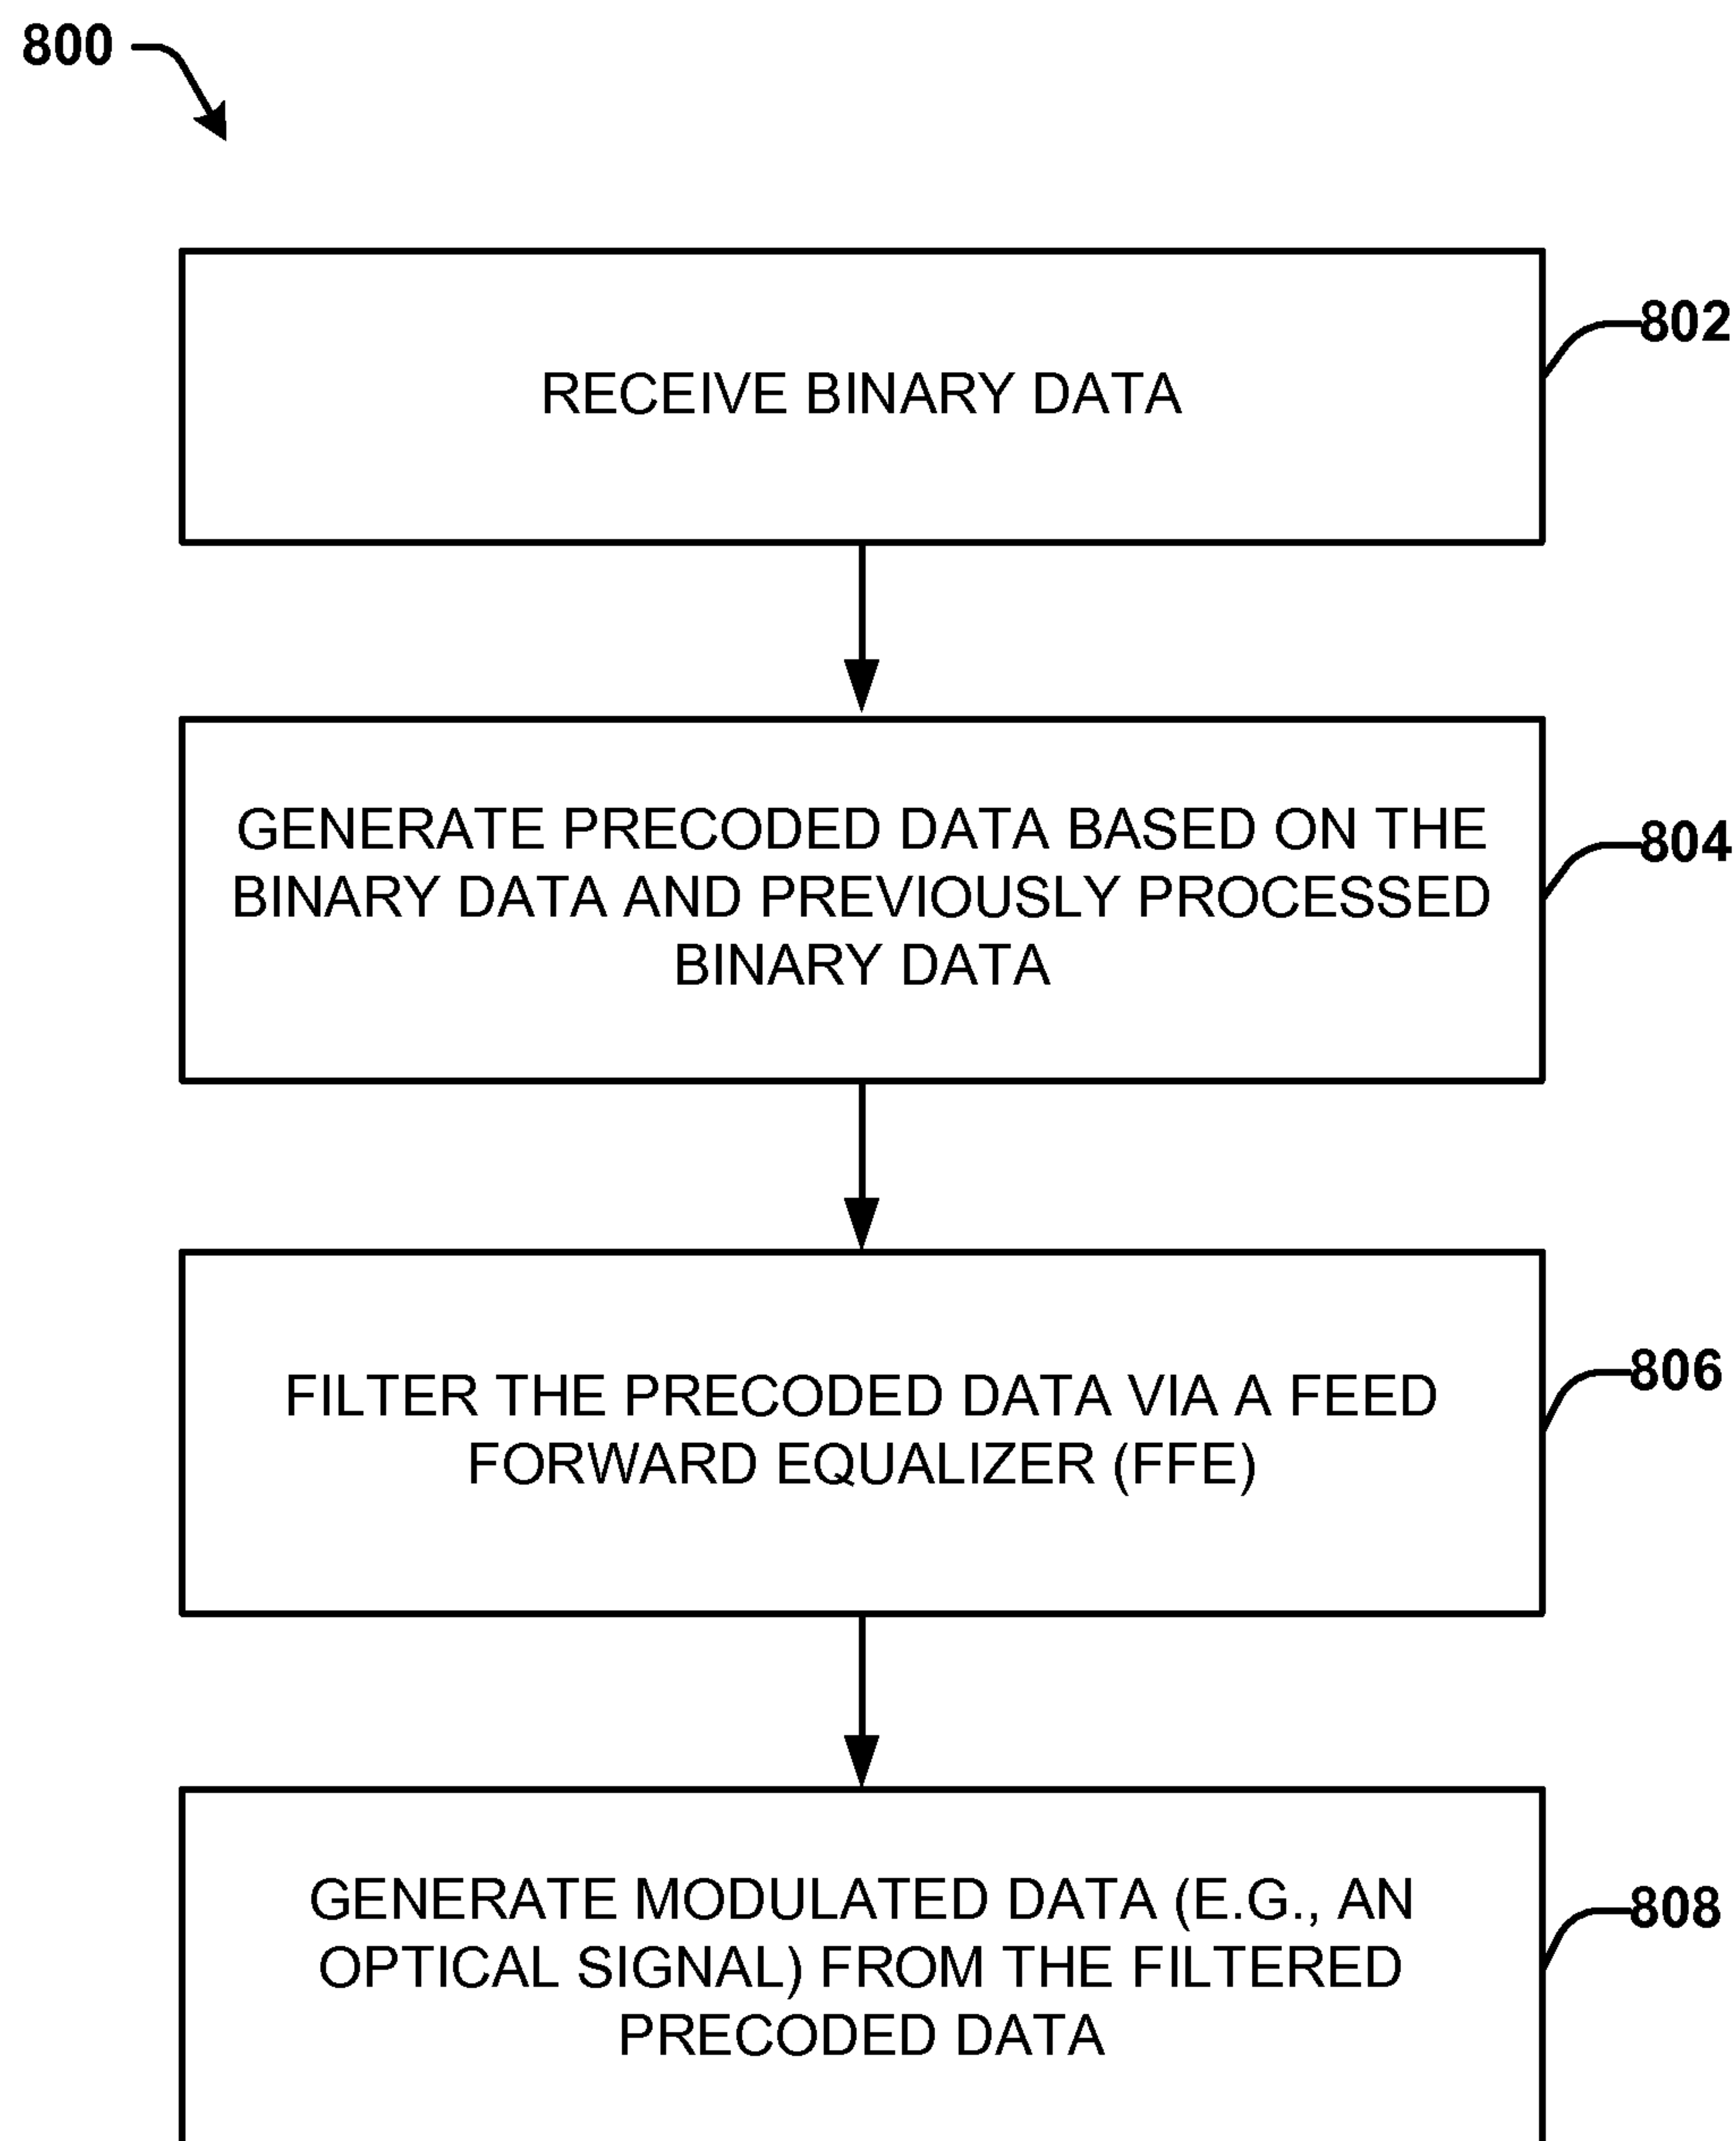 800
RECEIVE BINARY DATA
802
GENERATE PRECODED DATA BASED ON THE
BINARY DATA AND PREVIOUSLY PROCESSED
BINARY DATA
804
FILTER THE PRECODED DATA VIA A FEED
FORWARD EQUALIZER (FFE)
806
GENERATE MODULATED DATA (E.G., AN
OPTICAL SIGNAL) FROM THE FILTERED
PRECODED DATA
808